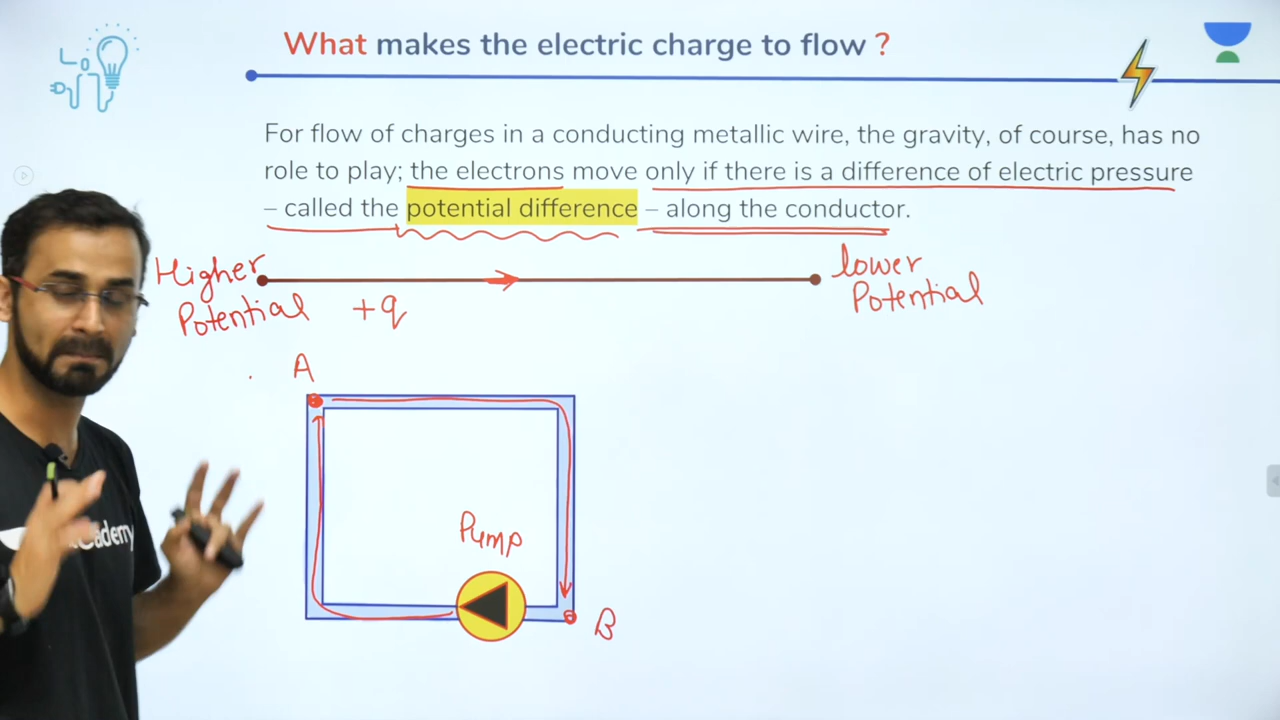 What makes the electric charge to flow ?
For flow of charges in a conducting metallic wire, the gravity, of course, has no
role to play; the electrons move only if there is a difference of electric pressure
– called the potential difference – along the conductor.
Higher
Potential
+q
lower
Potential
A
Pump
B
cademy